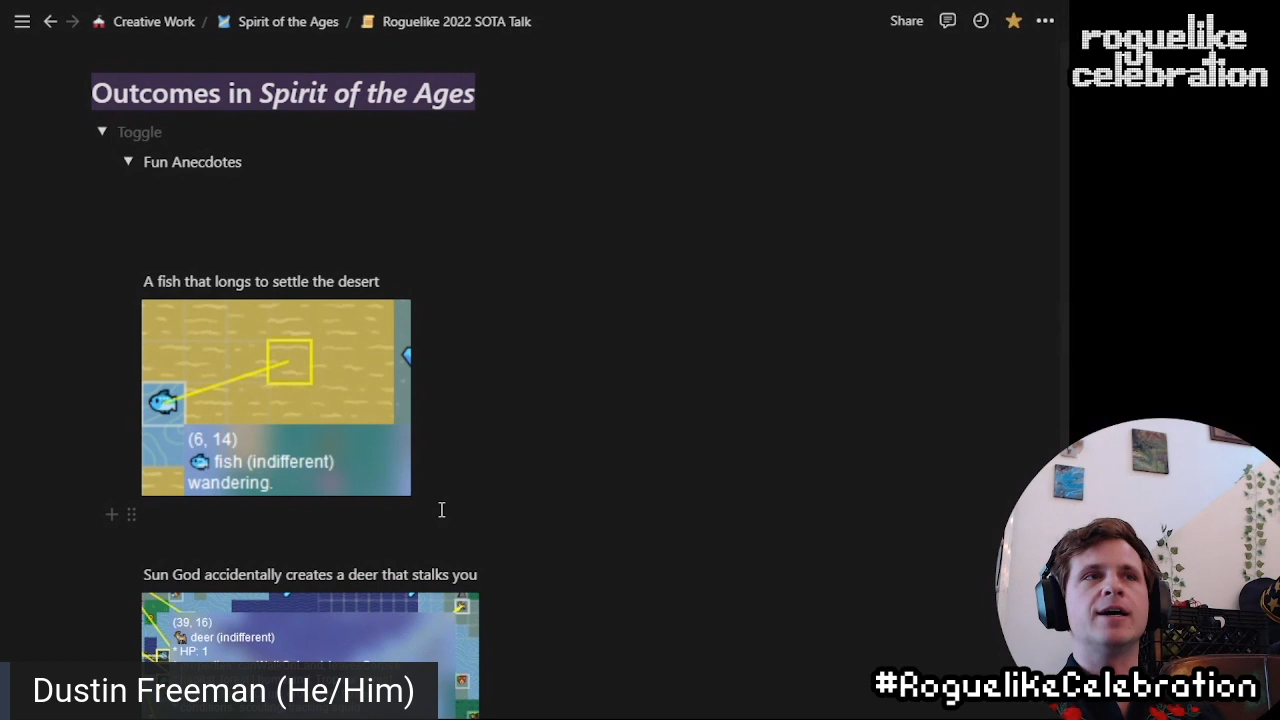 Creative Work / Spirit of the Ages / Roguelike 2022 SOTA Talk
Share
roguelike
celebration
Outcomes in Spirit of the Ages
Toggle
Fun Anecdotes
A fish that longs to settle the desert
(6, 14)
fish (indifferent)
wandering.
Sun God accidentally creates a deer that stalks you
(39, 16)
deer (indifferent)
* HP: 1
Dustin Freeman (He/Him)
#RoguelikeCelebration